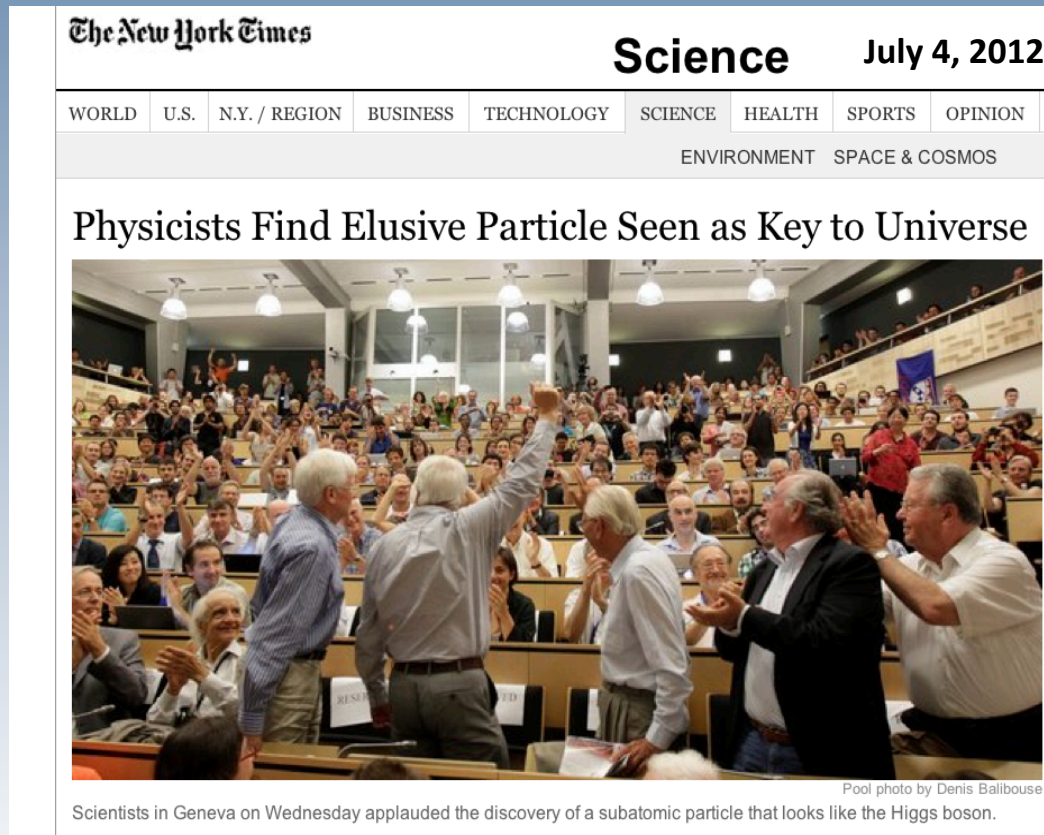 The New York Times
Science July 4, 2012
WORLD U.S. N.Y. / REGION BUSINESS TECHNOLOGY SCIENCE HEALTH SPORTS OPINION
ENVIRONMENT SPACE & COSMOS
Physicists Find Elusive Particle Seen as Key to Universe
Pool photo by Denis Balibouse
Scientists in Geneva on Wednesday applauded the discovery of a subatomic particle that looks like the Higgs boson.